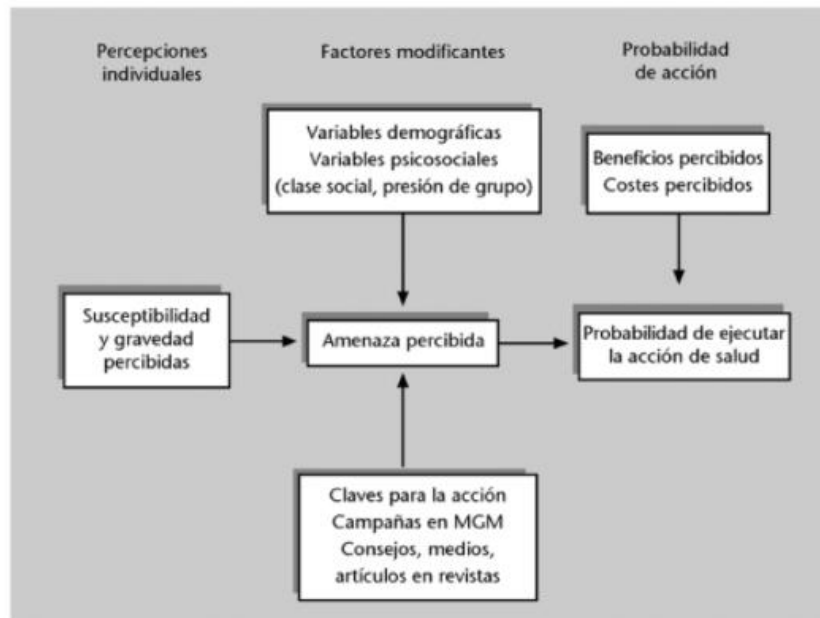 Percepciones
individuales
Factores modificantes
Probabilidad
de acción
Variables demográficas
Variables psicosociales
(clase social, presión de grupo)
Beneficios percibidos
Costes percibidos
Susceptibilidad
y gravedad
percibidas
Amenaza percibida
Probabilidad de ejecutar
la acción de salud
Claves para la acción
Campañas en MGM
Consejos, medios,
artículos en revistas